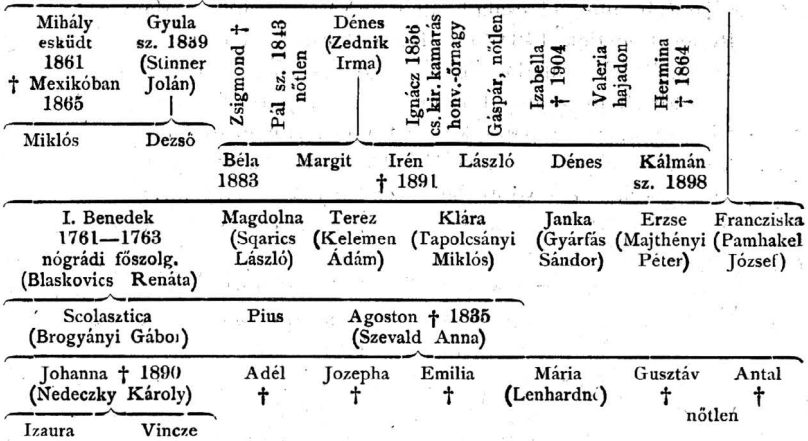 Mihály
esküdt
1861
† Mexikóban
1865
Gyula
sz. 1839
(Stinner
Jolán)
Zsigmond †
Pál sz. 1843
nőtlen
Dénes
(Zednik
Irma)
Ignácz 1856
cs. kir. kamarás
honv.-őrnagy
Gáspár, nőtlen
Izabella
† 1904
Valeria
hajadon
Hermina
† 1864
Miklós Dezső
Béla Margit Irén László Dénes Kálmán
1883 † 1891 sz. 1898
I. Benedek Magdolna Teréz Klára Janka Erzse Francziska
1761—1763 (Sqarics (Kelemen (Tapolcsányi (Gyárfás (Majthényi (Pamhakel
nógrádi főszolg. László) Ádám) Miklós) Sándor) Péter) József)
(Blaskovics Renáta)
Scolasztica Pius Agoston † 1835
(Brogyányi Gábor) (Szevald Anna)
Johanna † 1890 Adél Jozepha Emilia Mária Gusztáv Antal
(Nedeczky Károly) † † † (Lenhardné) † †
nőtlen
Izaura Vincze